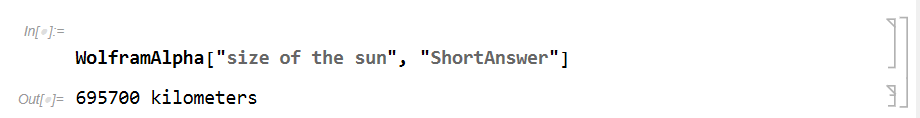 In[●]:=
WolframAlpha["size of the sun", "ShortAnswer"]
Out[●]= 695700 kilometers